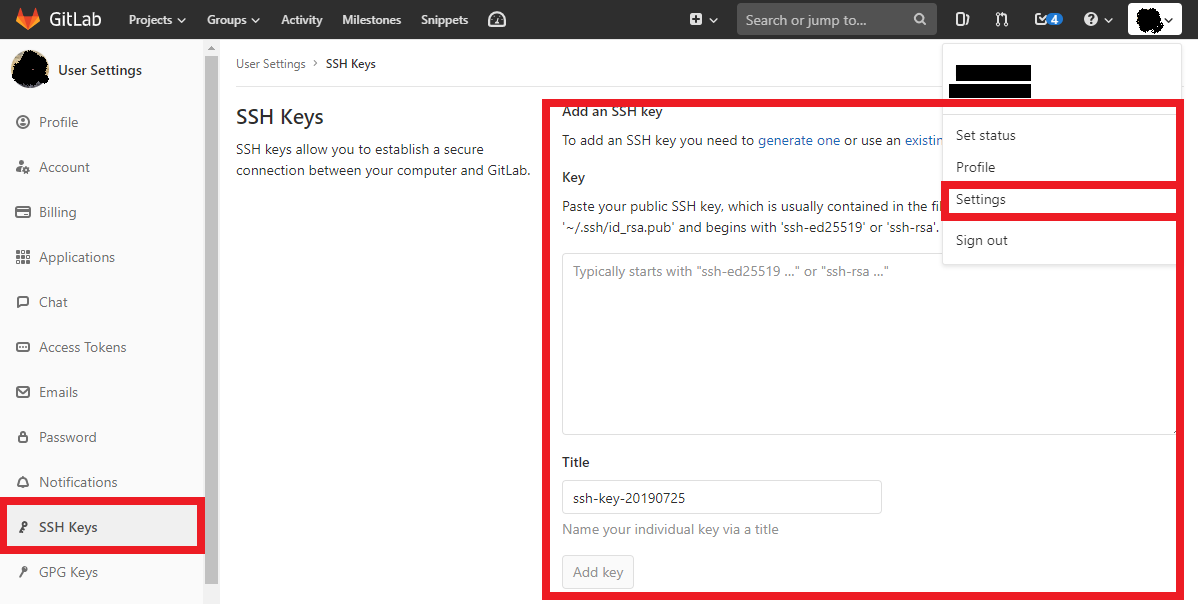 GitLab Projects Groups Activity Milestones Snippets Search or jump to... 4
User Settings
Profile
Account
Billing
Applications
Chat
Access Tokens
Emails
Password
Notifications
SSH Keys
GPG Keys
User Settings > SSH Keys
SSH Keys
SSH keys allow you to establish a secure
connection between your computer and GitLab.
Add an SSH key
To add an SSH key you need to generate one or use an existin
Key
Paste your public SSH key, which is usually contained in the fil
'~/.ssh/id_rsa.pub' and begins with 'ssh-ed25519' or 'ssh-rsa'.
Typically starts with "ssh-ed25519 ..." or "ssh-rsa ..."
Title
ssh-key-20190725
Name your individual key via a title
Add key
Set status
Profile
Settings
Sign out